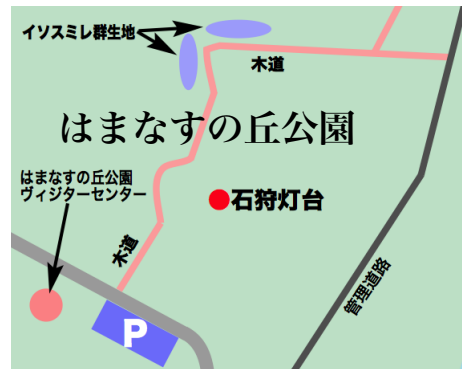 イソスミレ群生地
木道
はまなすの丘公園
はまなすの丘公園
ヴィジターセンター
石狩灯台
木道
管理道路
P